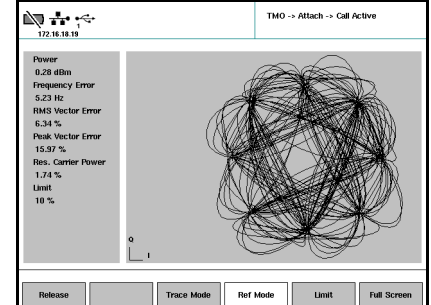 1
172.16.18.19
TMO -> Attach -> Call Active
Power
0.28 dBm
Frequency Error
5.23 Hz
RMS Vector Error
6.34 %
Peak Vector Error
15.97 %
Res. Carrier Power
1.74 %
Limit
10 %
Q
I
Release
Trace Mode
Ref Mode
Limit
Full Screen